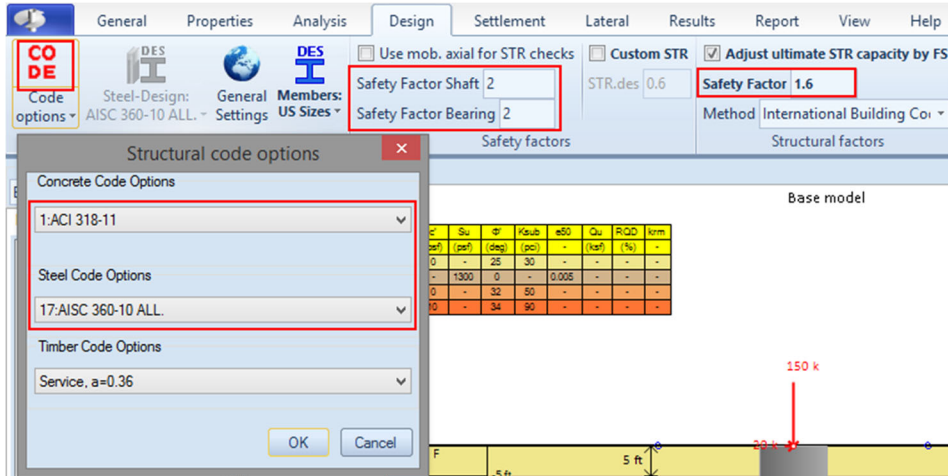 General Properties Analysis Design Settlement Lateral Results Report View Help
CO
DE
Code
options
DES
Steel-Design:
AISC 360-10 ALL.
General
Settings
DES
Members:
US Sizes
Use mob. axial for STR checks
Safety Factor Shaft 2
Safety Factor Bearing 2
Safety factors
Custom STR
STR.des 0.6
Adjust ultimate STR capacity by FS
Safety Factor 1.6
Method International Building
Structural factors
Structural code options
Concrete Code Options
1:ACI 318-11
Steel Code Options
17:AISC 360-10 ALL.
Timber Code Options
Service, a=0.36
OK Cancel
Base model
c' Su Φ' Ksub e50 Qu RQD krm
(psf) (deg) (pci) - (ksf) (%) -
0 - 25 30 - - - -
- 1300 0 - 0.005 - - -
0 - 32 50 - - - -
- 34 90 - - - -
150 k
20 k
F
-5 ft
5 ft